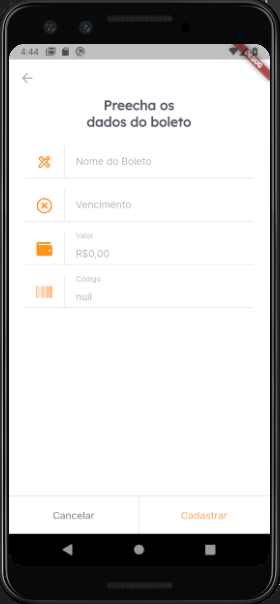 4:44
DEBUG
Preecha os
dados do boleto
Nome do Boleto
Vencimento
Valor
R$0,00
Código
null
Cancelar
Cadastrar